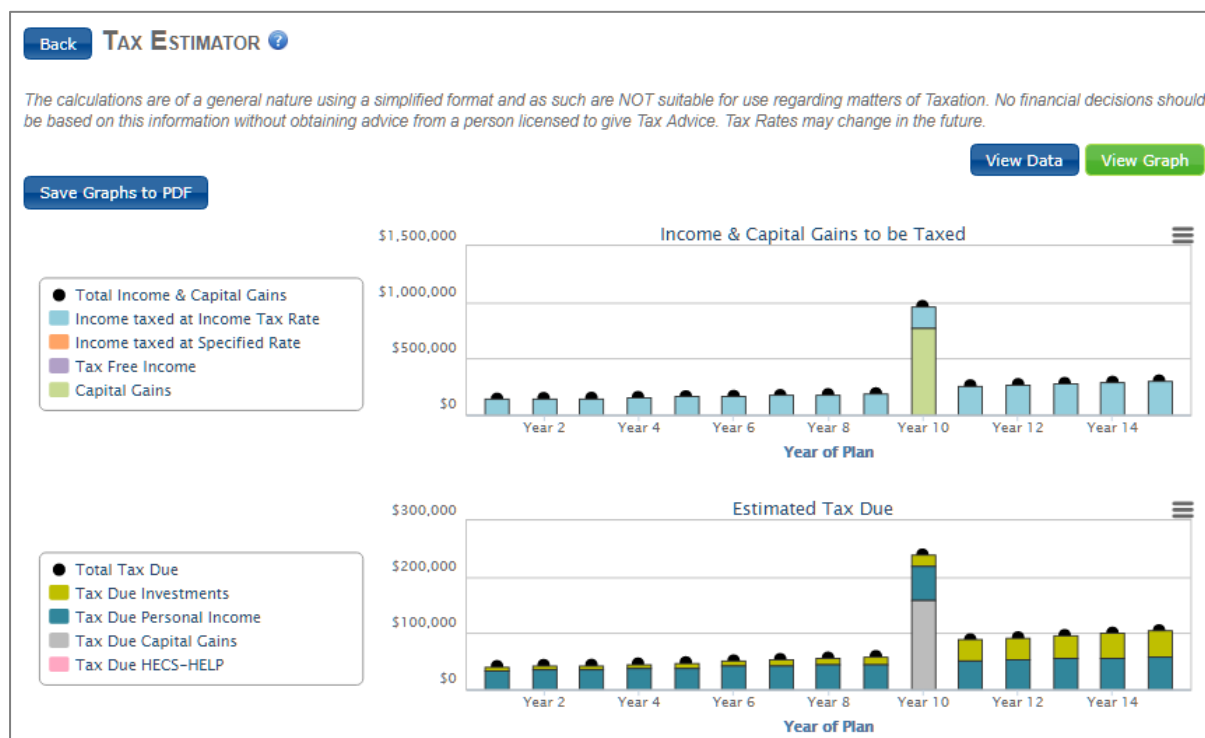 Back TAX ESTIMATOR ?
The calculations are of a general nature using a simplified format and as such are NOT suitable for use regarding matters of Taxation. No financial decisions should
be based on this information without obtaining advice from a person licensed to give Tax Advice. Tax Rates may change in the future.
View Data View Graph
Save Graphs to PDF
Income & Capital Gains to be Taxed
$1,500,000
$1,000,000
$500,000
$0
Total Income & Capital Gains
Income taxed at Income Tax Rate
Income taxed at Specified Rate
Tax Free Income
Capital Gains
Year 2 Year 4 Year 6 Year 8 Year 10 Year 12 Year 14
Year of Plan
Estimated Tax Due
$300,000
$200,000
$100,000
$0
Total Tax Due
Tax Due Investments
Tax Due Personal Income
Tax Due Capital Gains
Tax Due HECS-HELP
Year 2 Year 4 Year 6 Year 8 Year 10 Year 12 Year 14
Year of Plan